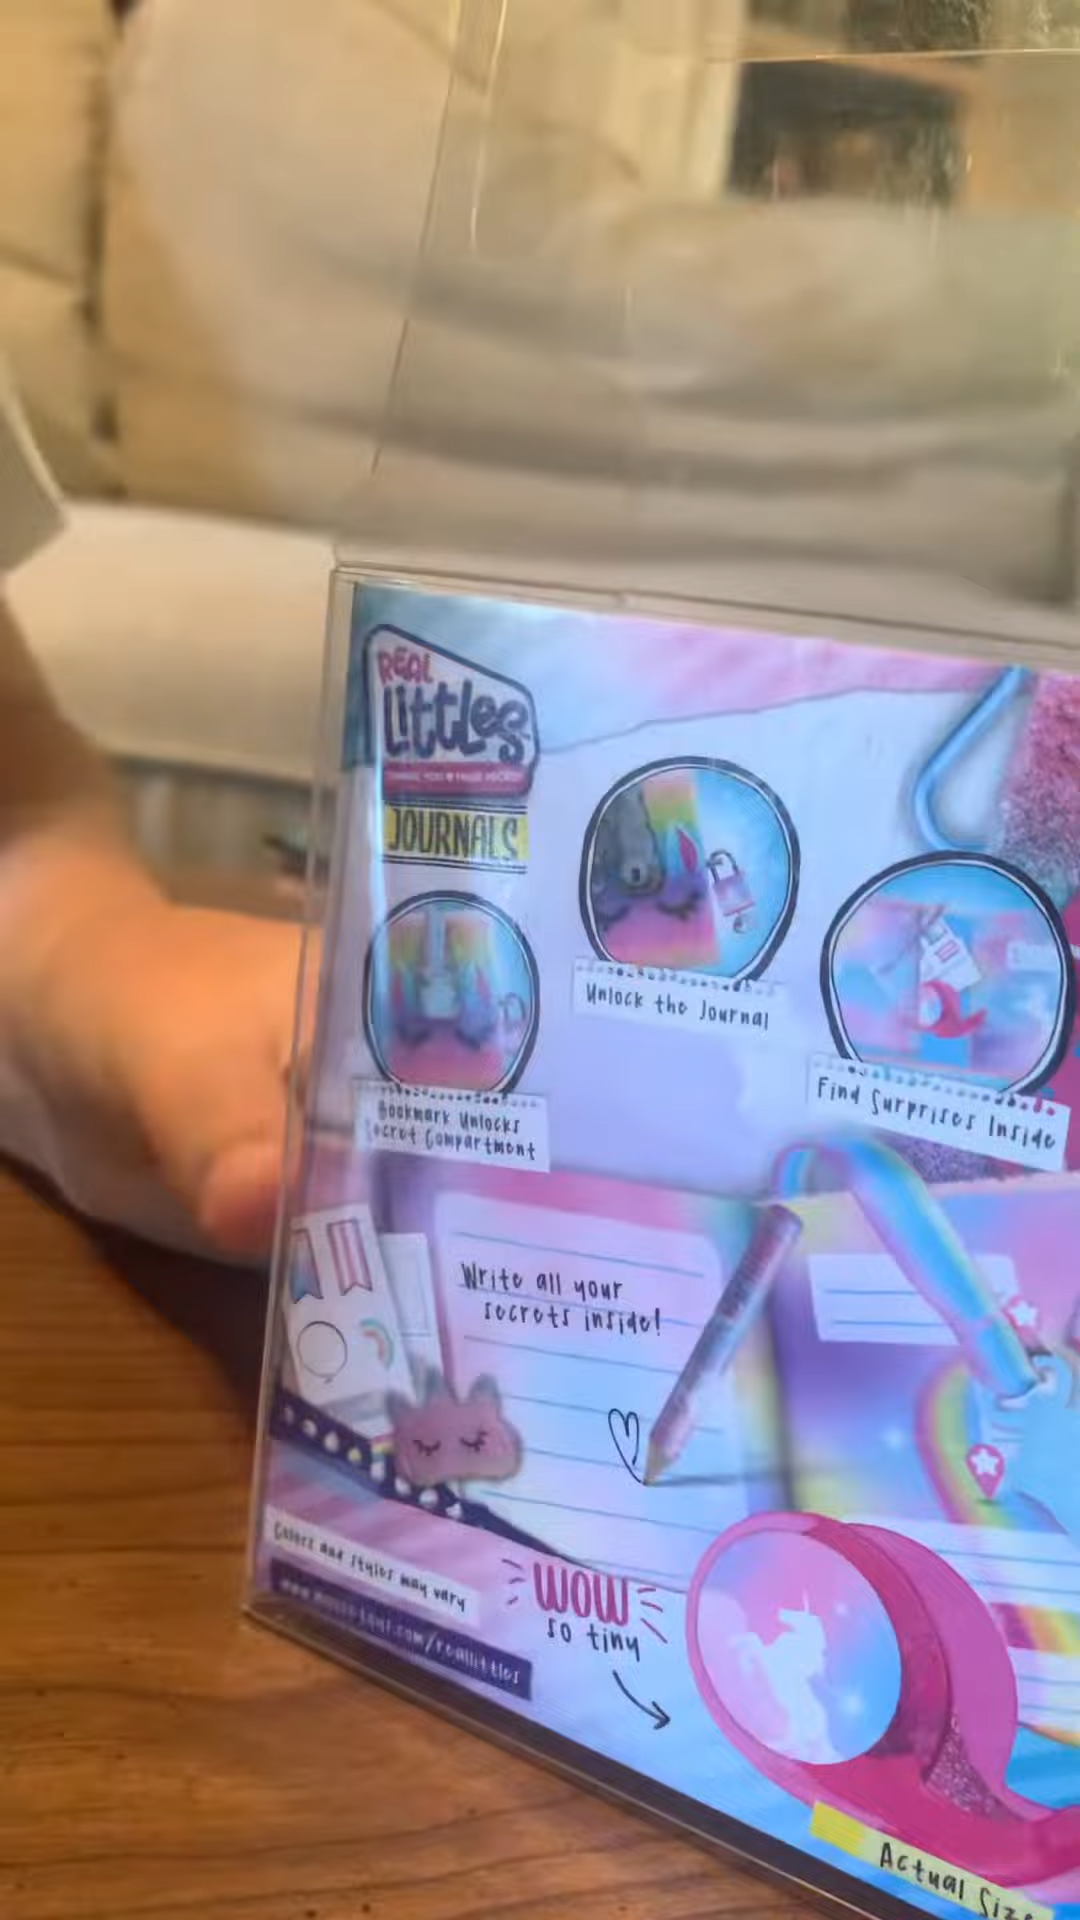 REAL
Littles
JOURNALS
Unlock the Journal
Find Surprises Inside
Bookmark Unlocks
Secret Compartment
Write all your
secrets inside!
Colors and styles may vary
WOW
so tiny
Actual Size